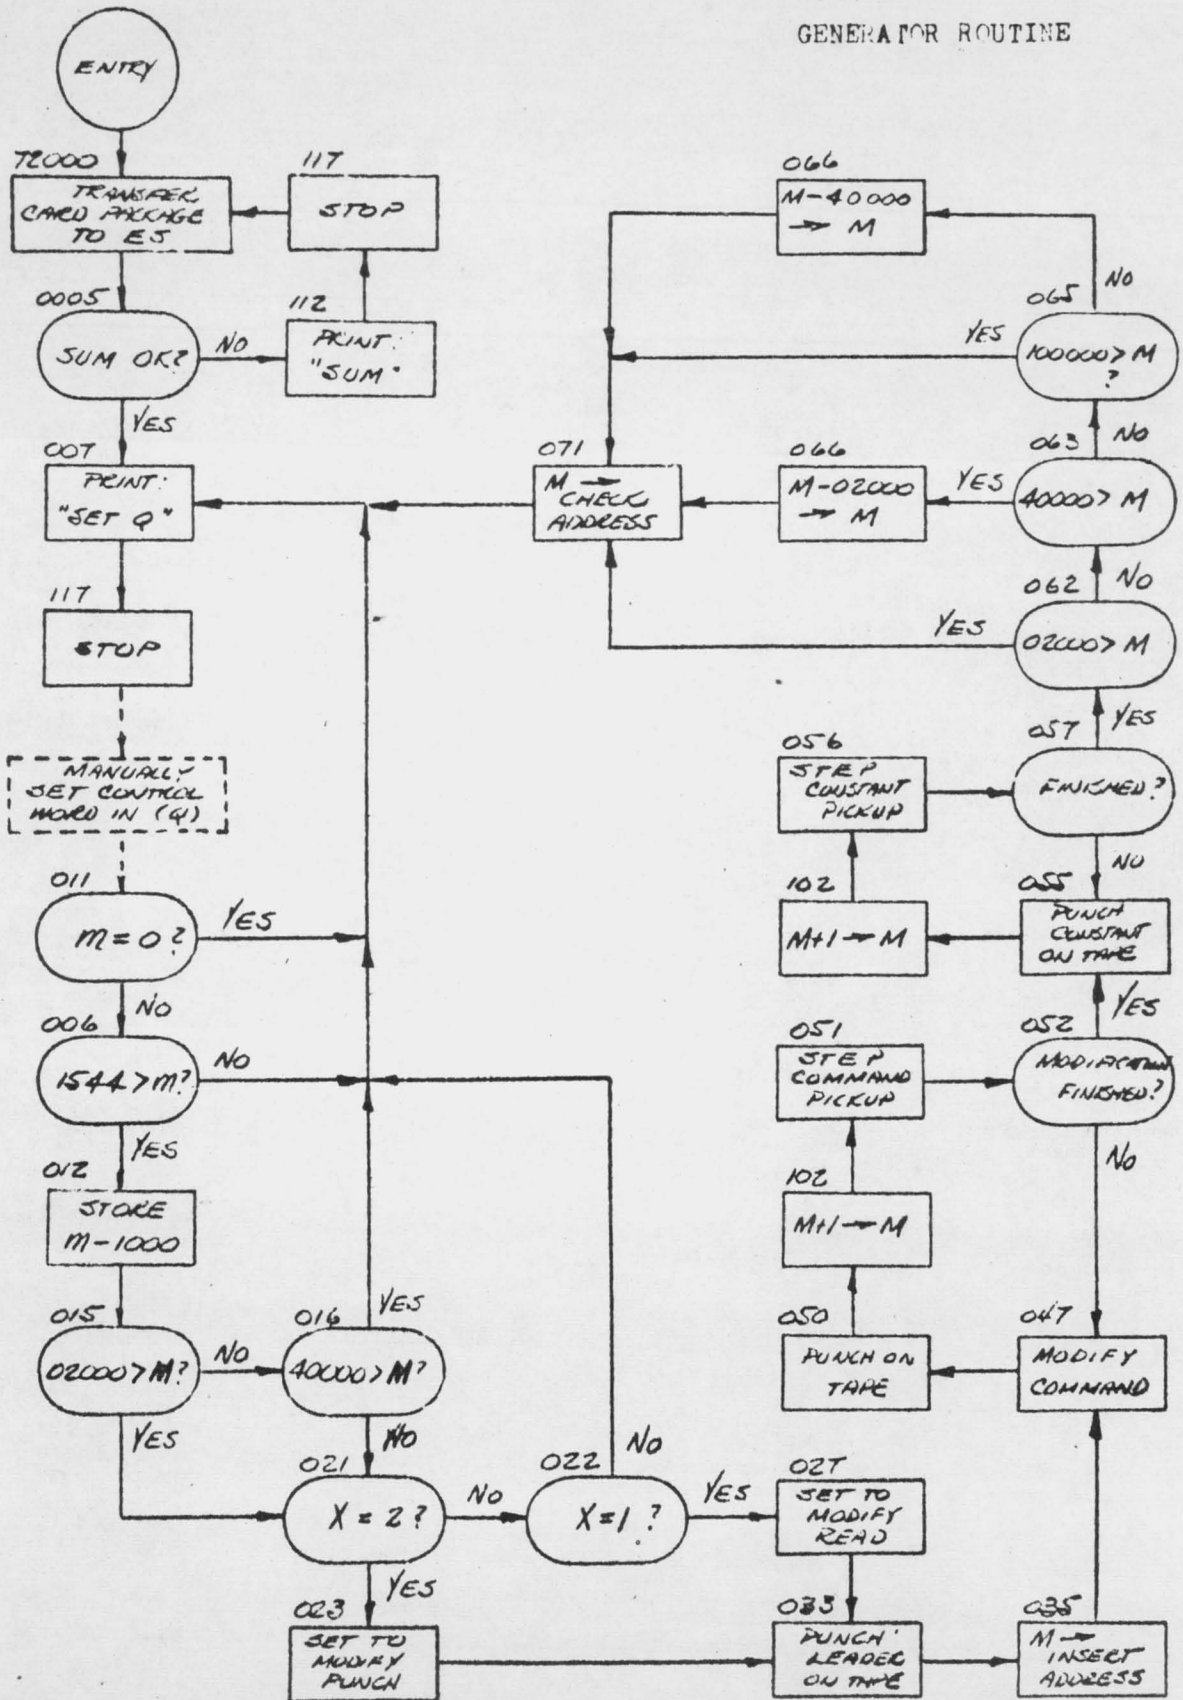 GENERATOR ROUTINE
ENTRY
72000
TRANSFER
CARD PACKAGE
TO ES
117
STOP
0005
SUM OK?
NO
112
PRINT:
"SUM"
YES
007
PRINT:
"SET Q"
117
STOP
MANUALLY
SET CONTROL
WORD IN (Q)
011
m = 0?
YES
NO
006
1544 > m?
NO
YES
012
STORE
m-1000
015
02000 > M?
NO
016
40000 > M?
YES
YES
NO
021
X = 2?
NO
022
X = 1 ?
NO
YES
YES
023
SET TO
MODIFY
PUNCH
027
SET TO
MODIFY
READ
033
PUNCH
LEADER
ON TAPE
035
M →
INSERT
ADDRESS
047
MODIFY
COMMAND
050
PUNCH ON
TAPE
102
M+1 → M
051
STEP
COMMAND
PICKUP
052
MODIFICATION
FINISHED?
NO
YES
055
PUNCH
CONSTANT
ON TAPE
102
M+1 → M
056
STEP
CONSTANT
PICKUP
057
FINISHED?
NO
YES
062
02000 > M
YES
NO
063
40000 > M
YES
NO
066
M-02000
→ M
065
100000 > M
?
YES
NO
066
M-40000
→ M
071
M →
CHECK
ADDRESS